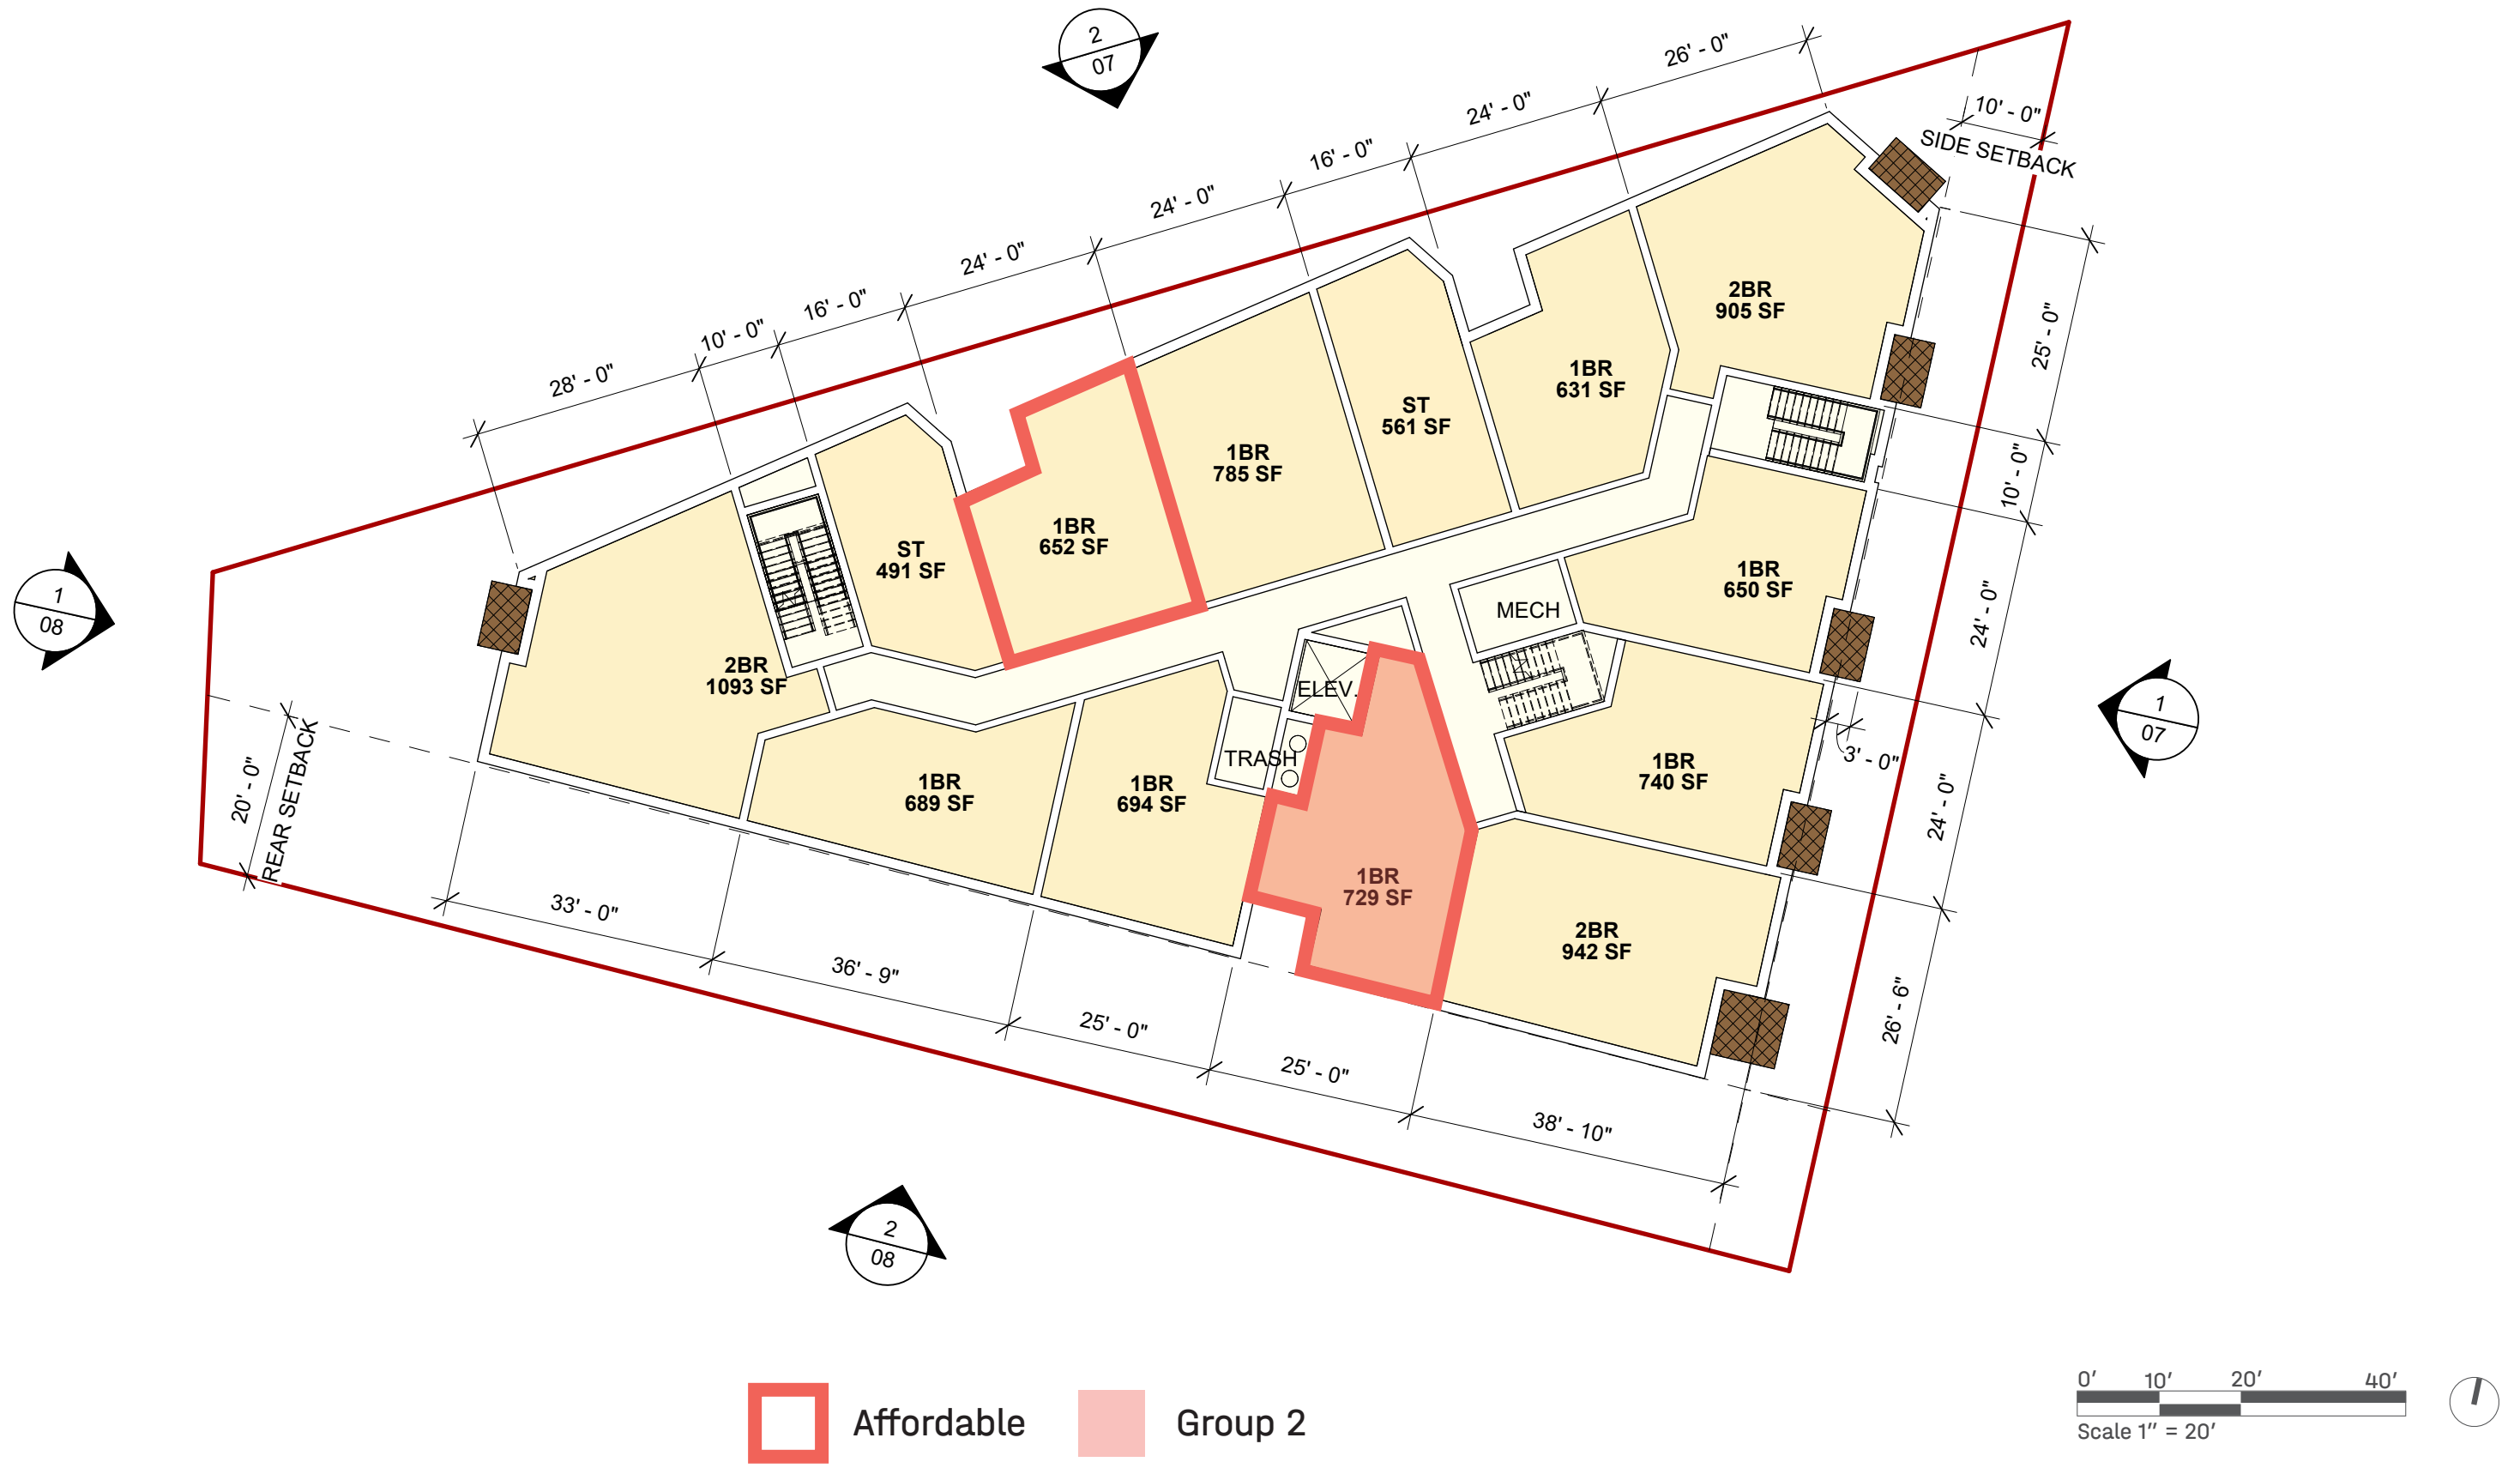 2
07
26' - 0"
24' - 0"
16' - 0"
24' - 0"
24' - 0"
16' - 0"
10' - 0"
28' - 0"
10' - 0"
SIDE SETBACK
25' - 0"
10' - 0"
24' - 0"
24' - 0"
26' - 6"
3' - 0"
2BR
905 SF
1BR
631 SF
ST
561 SF
1BR
785 SF
1BR
652 SF
ST
491 SF
2BR
1093 SF
1BR
650 SF
MECH
ELEV.
TRASH
1BR
740 SF
1BR
689 SF
1BR
694 SF
1BR
729 SF
2BR
942 SF
1
08
1
07
20' - 0"
REAR SETBACK
33' - 0"
36' - 9"
25' - 0"
25' - 0"
38' - 10"
2
08
Affordable
Group 2
0′ 10′ 20′ 40′
Scale 1″ = 20′